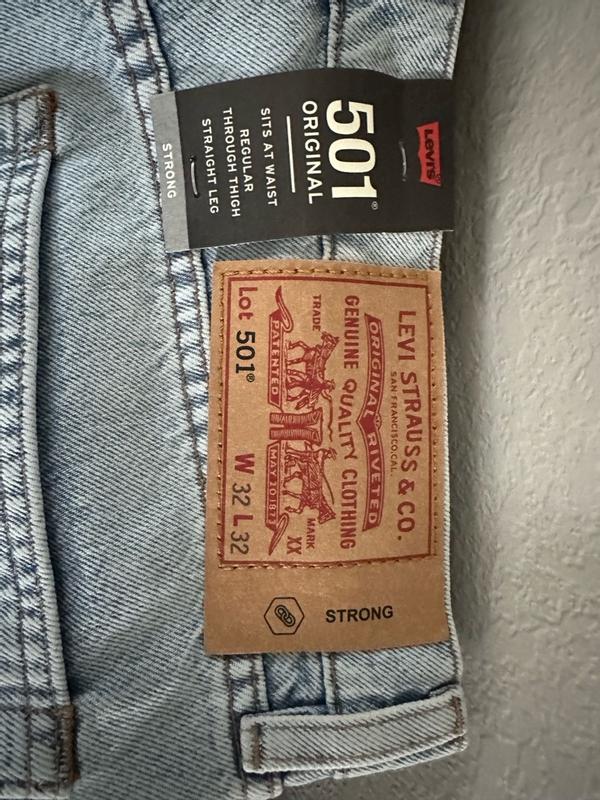 Levi's
501®
ORIGINAL
SITS AT WAIST
REGULAR
THROUGH THIGH
STRAIGHT LEG
STRONG
LEVI STRAUSS & CO.
SAN FRANCISCO, CAL.
ORIGINAL RIVETED
GENUINE QUALITY CLOTHING
TRADE MARK
XX
PATENTED MAY 20 1873
Lot 501® W 32 L 32
STRONG